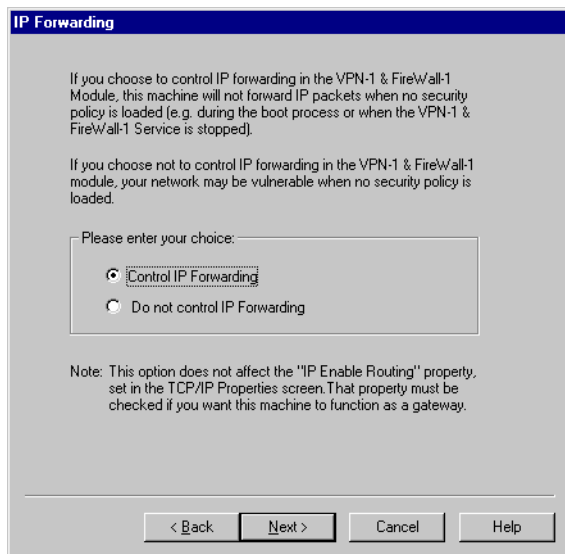 IP Forwarding
If you choose to control IP forwarding in the VPN-1 & FireWall-1
Module, this machine will not forward IP packets when no security
policy is loaded (e.g. during the boot process or when the VPN-1 &
FireWall-1 Service is stopped).
If you choose not to control IP forwarding in the VPN-1 & FireWall-1
module, your network may be vulnerable when no security policy is
loaded.
Please enter your choice:
Control IP Forwarding
Do not control IP Forwarding
Note: This option does not affect the "IP Enable Routing" property,
set in the TCP/IP Properties screen.That property must be
checked if you want this machine to function as a gateway.
< Back Next > Cancel Help